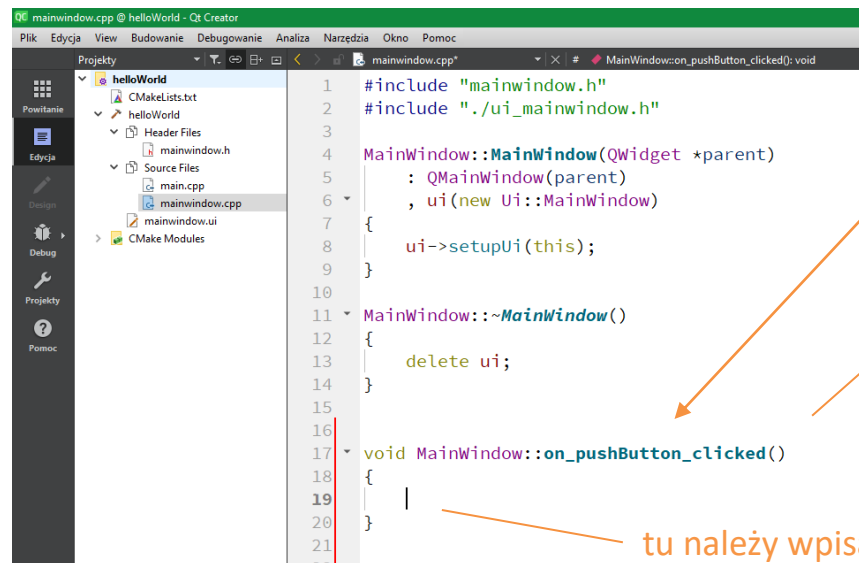 QC mainwindow.cpp @ helloWorld - Qt Creator
Plik Edycja View Budowanie Debugowanie Analiza Narzędzia Okno Pomoc
Projekty mainwindow.cpp* # MainWindow::on_pushButton_clicked(): void
Powitanie
Edycja
Design
Debug
Projekty
Pomoc
helloWorld
CMakeLists.txt
helloWorld
Header Files
mainwindow.h
Source Files
main.cpp
mainwindow.cpp
mainwindow.ui
CMake Modules
1 #include "mainwindow.h"
2 #include "./ui_mainwindow.h"
3
4 MainWindow::MainWindow(QWidget *parent)
5 : QMainWindow(parent)
6 , ui(new Ui::MainWindow)
7 {
8 ui->setupUi(this);
9 }
10
11 MainWindow::~MainWindow()
12 {
13 delete ui;
14 }
15
16
17 void MainWindow::on_pushButton_clicked()
18 {
19
20 }
21
tu należy